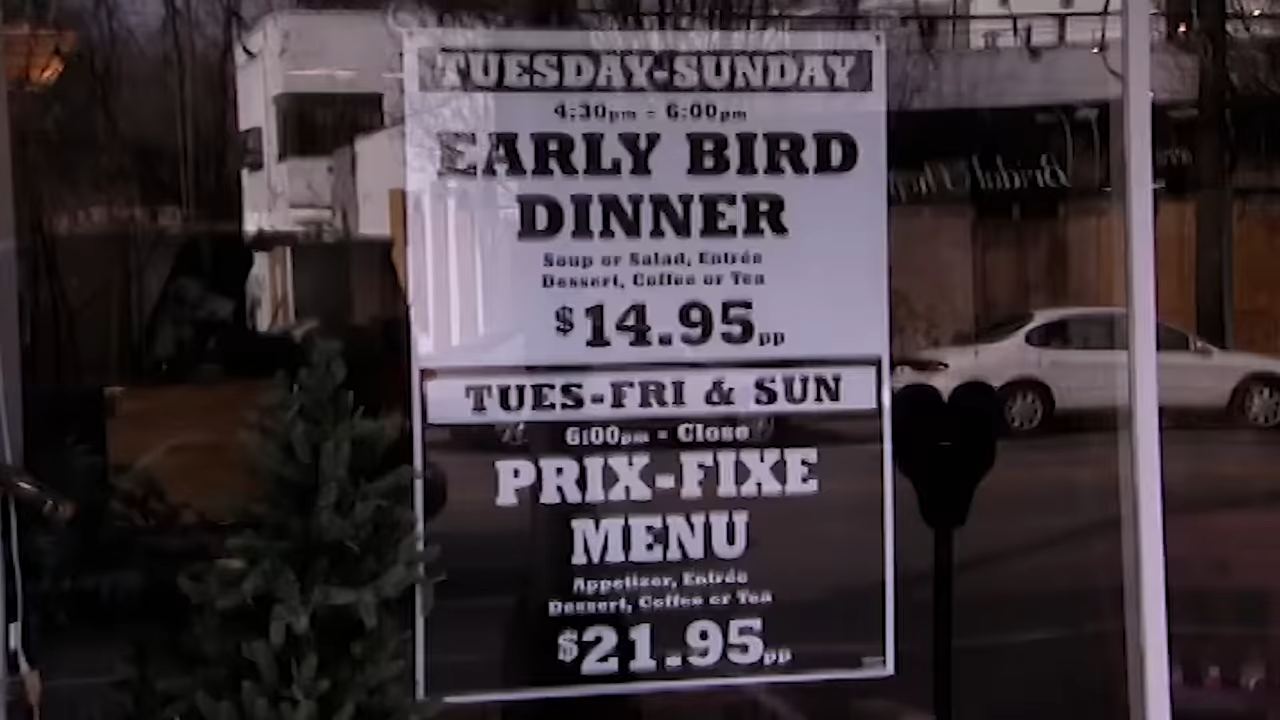 TUESDAY-SUNDAY
4:30pm - 6:00pm
EARLY BIRD
DINNER
Soup or Salad, Entrée
Dessert, Coffee or Tea
$14.95pp
TUES-FRI & SUN
6:00pm - Close
PRIX-FIXE
MENU
Appetizer, Entrée
Dessert, Coffee or Tea
$21.95pp
Bridal